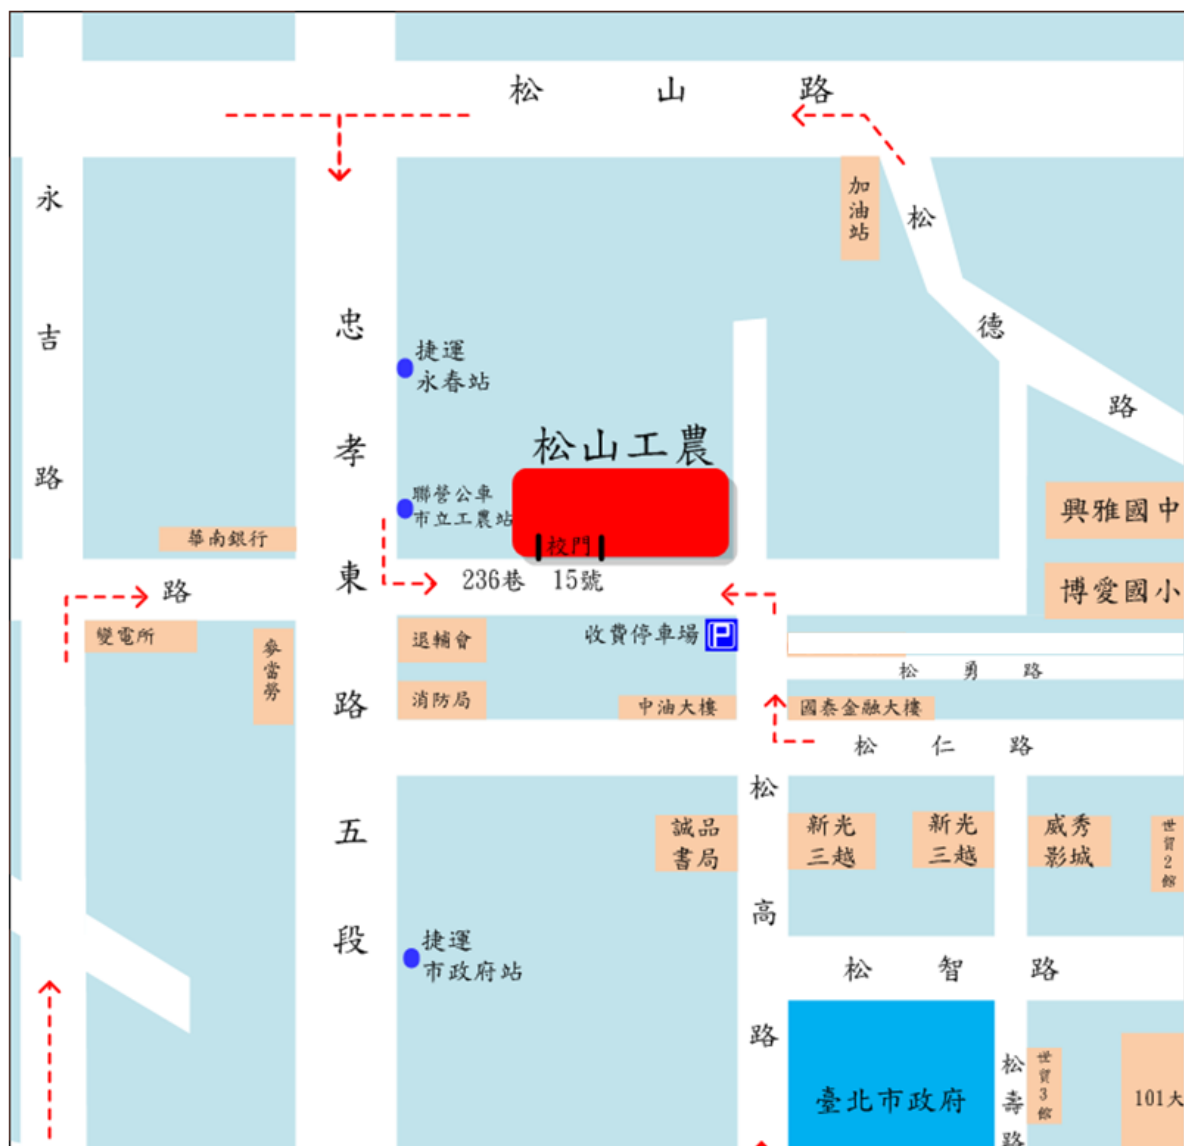 松山路
永吉路
加油站
松德路
忠孝東路五段
捷運
永春站
松山工農
聯營公車
市立工農站
校門
236巷 15號
華南銀行
路
興雅國中
博愛國小
變電所
麥當勞
退輔會
消防局
收費停車場
P
中油大樓
松勇路
國泰金融大樓
松仁路
松高路
誠品
書局
新光
三越
新光
三越
威秀
影城
世貿2館
捷運
市政府站
松智路
臺北市政府
松壽路
世貿3館
101大